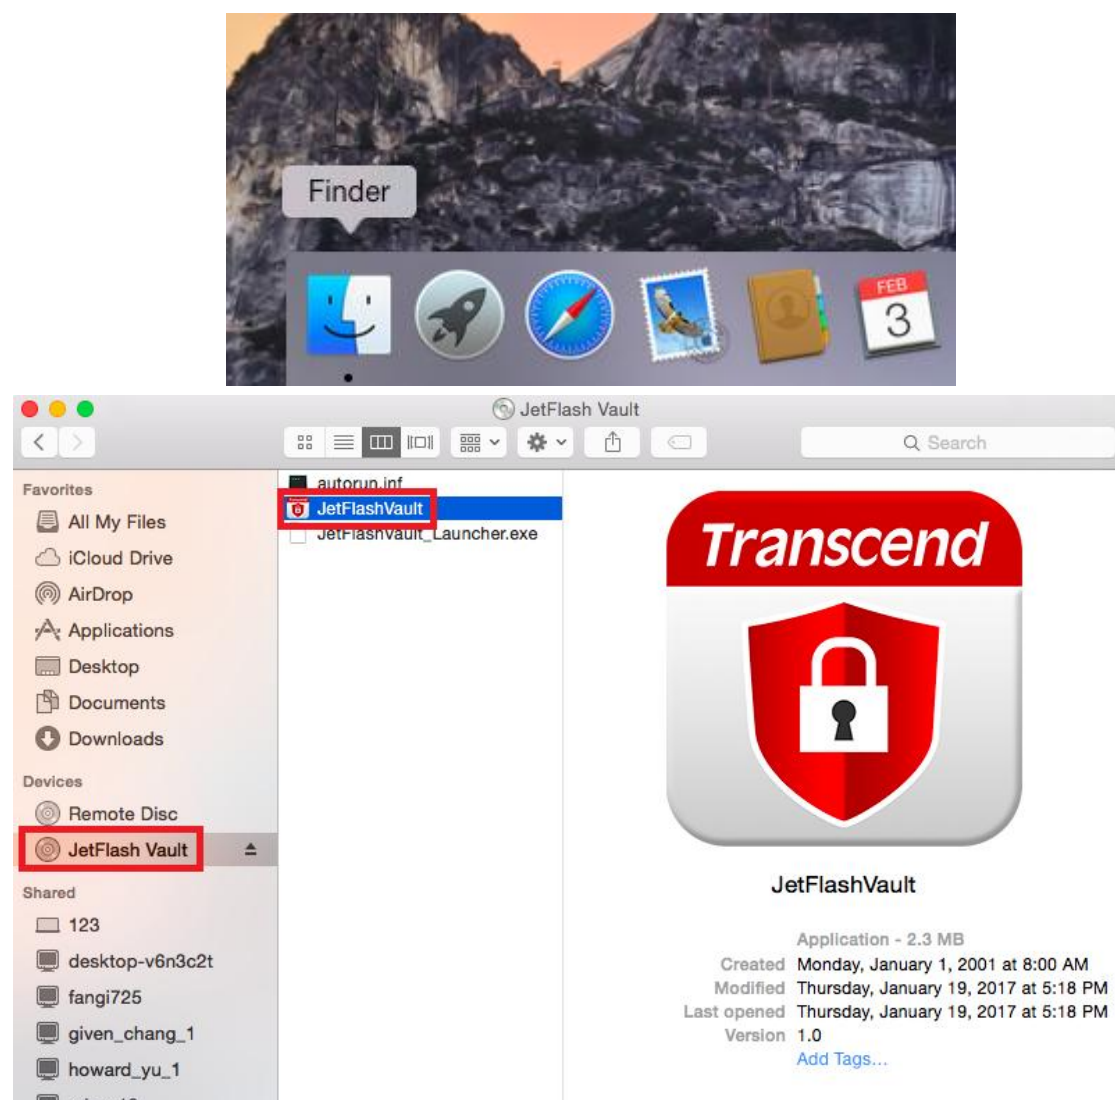 Finder
FEB
3
JetFlash Vault
Search
Favorites
All My Files
iCloud Drive
AirDrop
Applications
Desktop
Documents
Downloads
Devices
Remote Disc
JetFlash Vault
Shared
123
desktop-v6n3c2t
fangi725
given_chang_1
howard_yu_1
autorun.inf
JetFlashVault
JetFlashVault_Launcher.exe
Transcend
JetFlashVault
Application - 2.3 MB
Created Monday, January 1, 2001 at 8:00 AM
Modified Thursday, January 19, 2017 at 5:18 PM
Last opened Thursday, January 19, 2017 at 5:18 PM
Version 1.0
Add Tags...